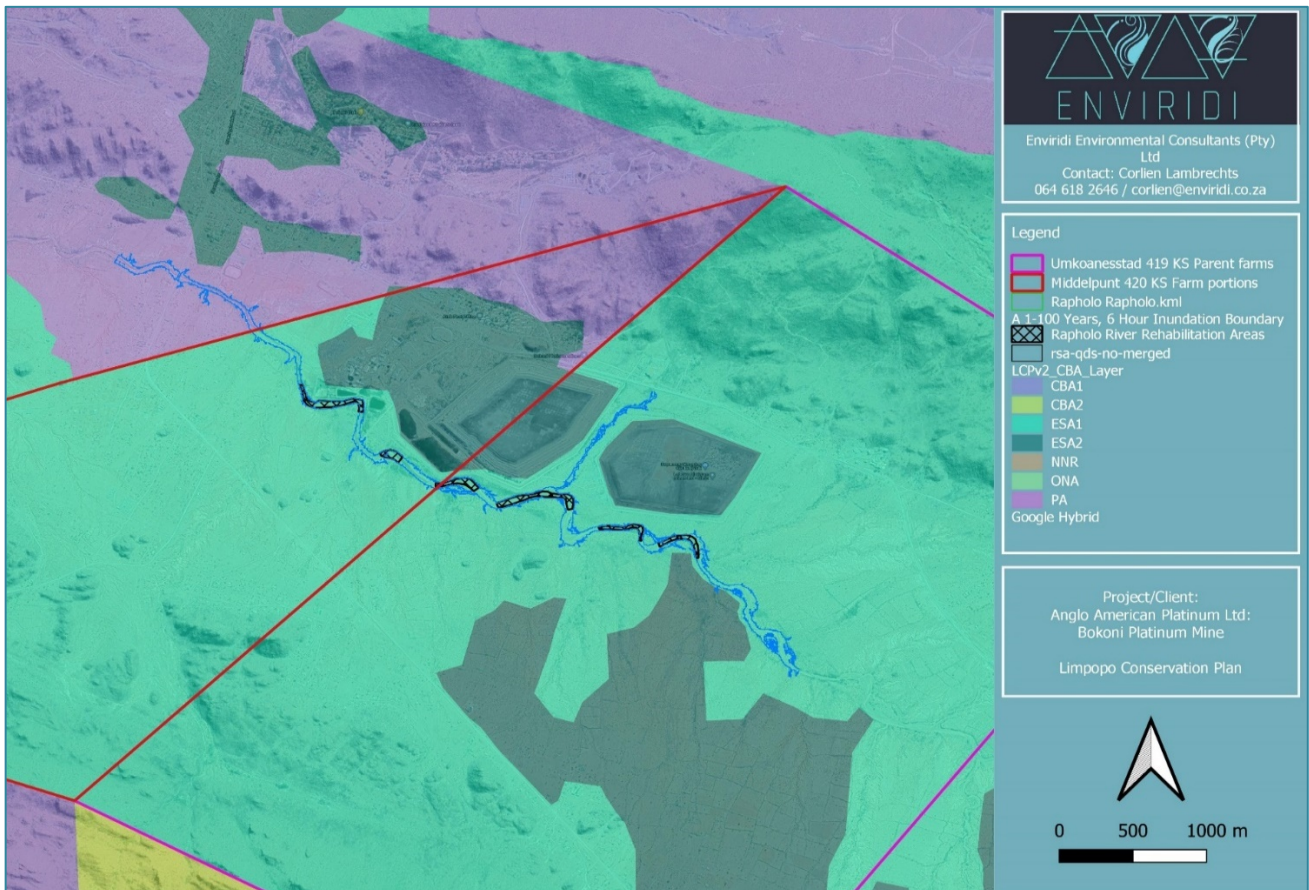 ENVIRIDI
Enviridi Environmental Consultants (Pty)
Ltd
Contact: Corlien Lambrechts
064 618 2646 / corlien@enviridi.co.za
Legend
Umkoanesstad 419 KS Parent farms
Middelpunt 420 KS Farm portions
Rapholo Rapholo.kml
A 1-100 Years, 6 Hour Inundation Boundary
Rapholo River Rehabilitation Areas
rsa-qds-no-merged
LCPv2_CBA_Layer
CBA1
CBA2
ESA1
ESA2
NNR
ONA
PA
Google Hybrid
Project/Client:
Anglo American Platinum Ltd:
Bokoni Platinum Mine
Limpopo Conservation Plan
0 500 1000 m